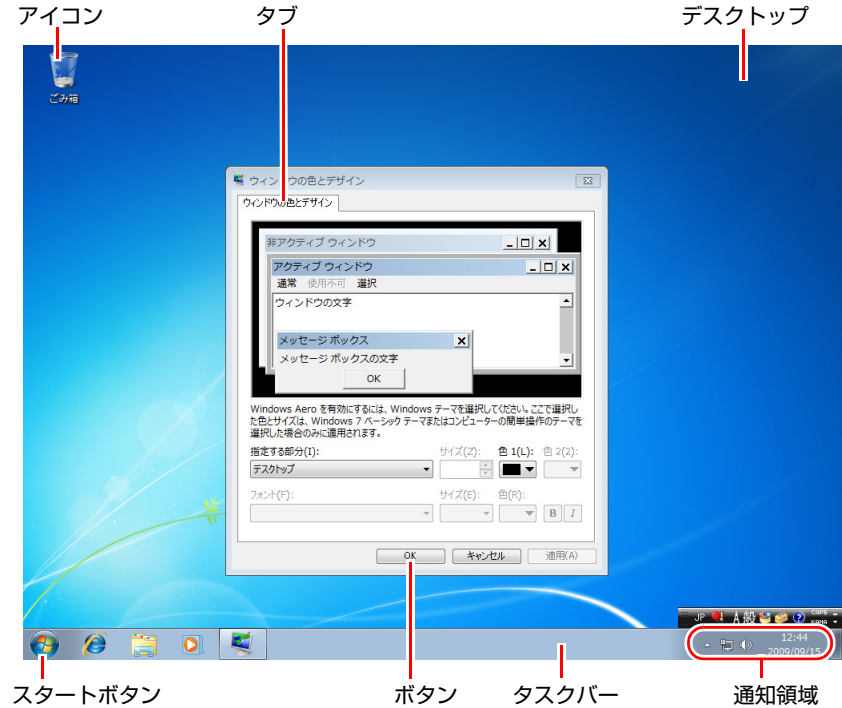 アイコン
タブ
デスクトップ
ごみ箱
ウィンドウの色とデザイン
ウィンドウの色とデザイン
非アクティブ ウィンドウ
アクティブ ウィンドウ
通常 使用不可 選択
ウィンドウの文字
メッセージ ボックス
メッセージ ボックスの文字
OK
Windows Aero を有効にするには、Windows テーマを選択してください。ここで選択し
た色とサイズは、Windows 7 ベーシック テーマまたはコンピューターの簡単操作のテーマを
選択した場合のみに適用されます。
指定する部分(I): サイズ(Z): 色 1(L): 色 2(2):
デスクトップ
フォント(F): サイズ(E): 色(R):
B I
OK キャンセル 適用(A)
JP A 般 CAPS
KANA
12:44
2009/09/15
スタートボタン
ボタン
タスクバー
通知領域